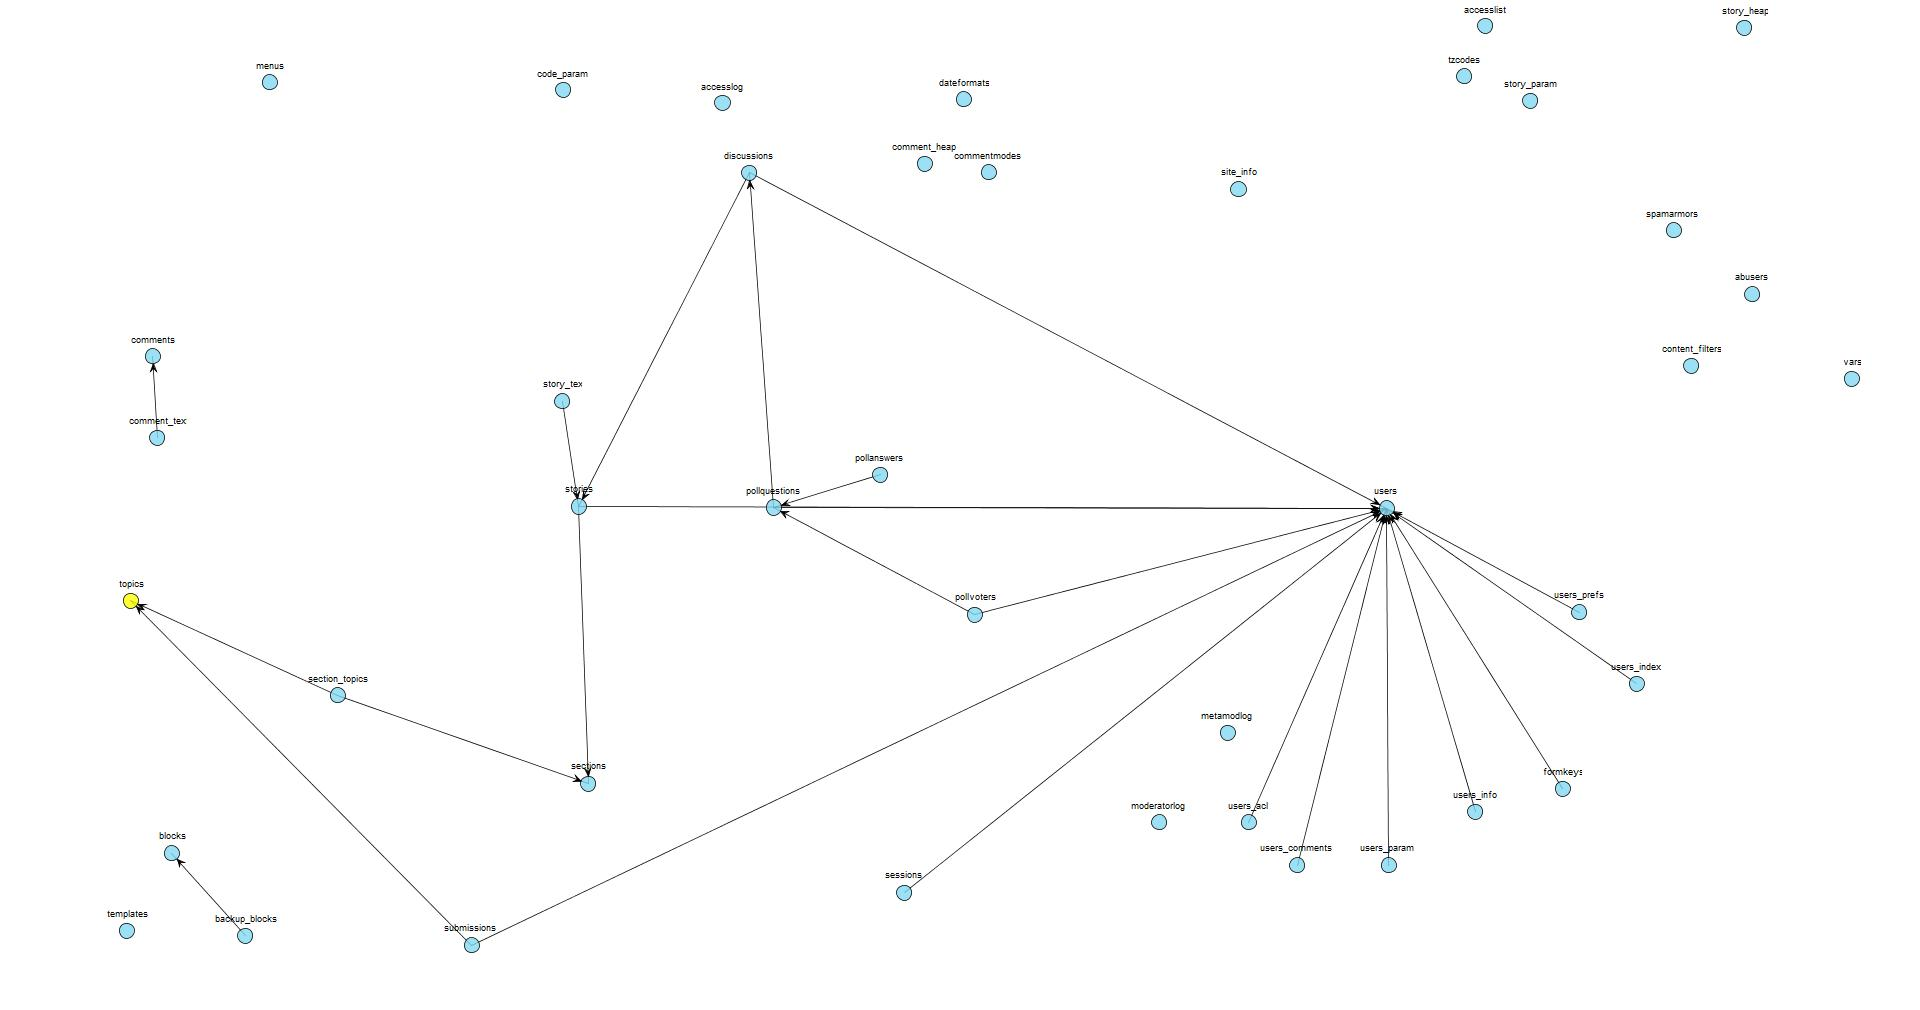 accesslist
story_heap
tzcodes
menus
code_param
story_param
accesslog
dateformats
comment_heap
commentmodes
discussions
site_info
spamarmors
abusers
comments
content_filters
vars
story_tex
comment_tex
pollanswers
stories
pollquestions
users
topics
pollvoters
users_prefs
users_index
section_topics
metamodlog
sections
formkeys
users_info
moderatorlog
users_acl
blocks
users_comments
users_param
sessions
templates
backup_blocks
submissions